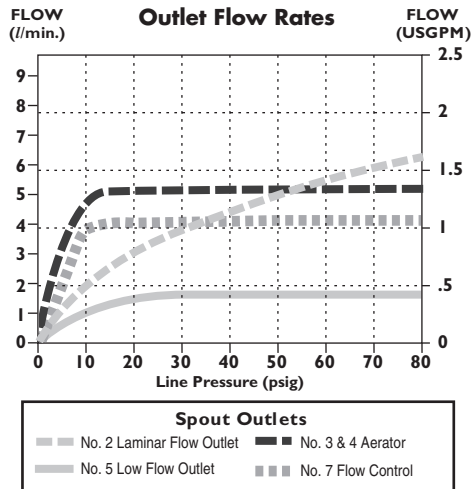 FLOW
(l/min.)
Outlet Flow Rates
FLOW
(USGPM)
9
8
7
6
5
4
3
2
1
0
2.5
2
1.5
1
.5
0
0 10 20 30 40 50 60 70 80
Line Pressure (psig)
Spout Outlets
No. 2 Laminar Flow Outlet
No. 3 & 4 Aerator
No. 5 Low Flow Outlet
No. 7 Flow Control